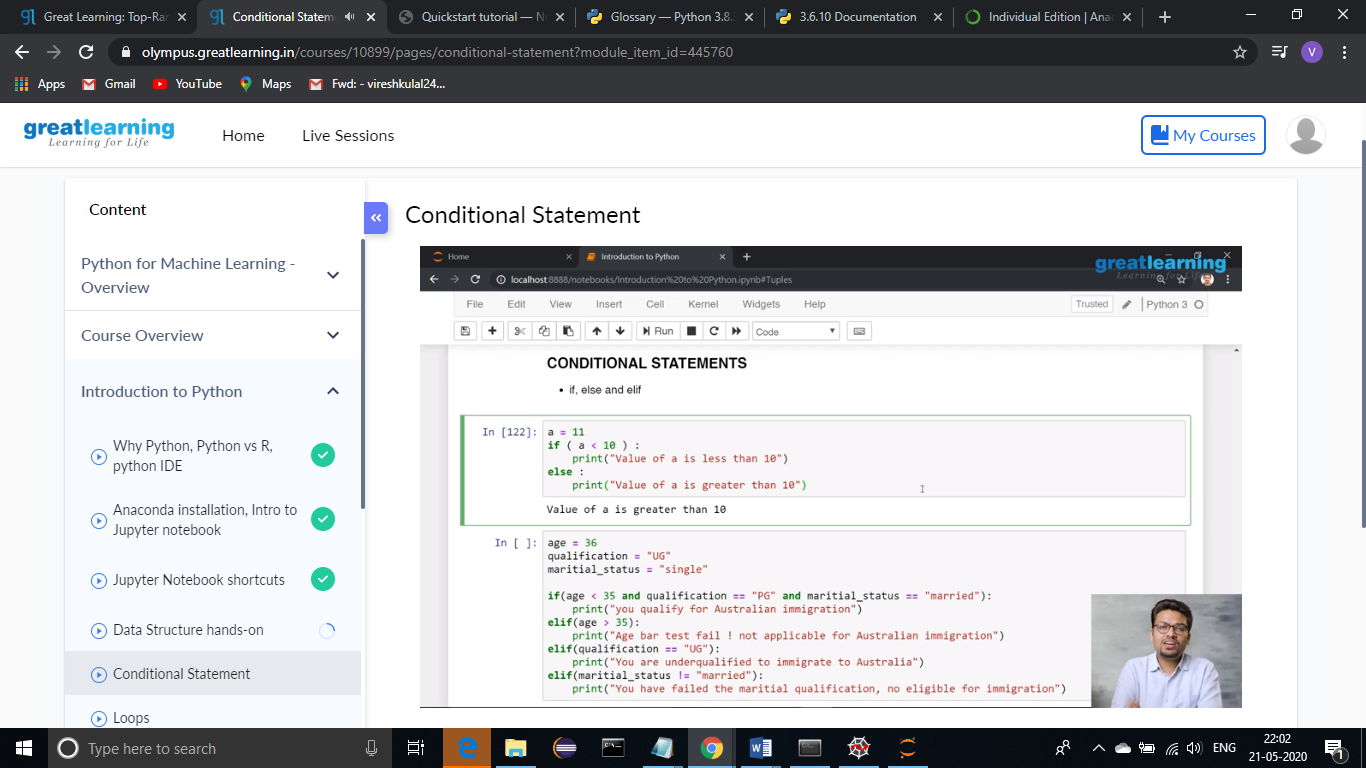 Great Learning: Top-Ra
Conditional Statem
Quickstart tutorial — N
Glossary — Python 3.8.
3.6.10 Documentation
Individual Edition | Ana
olympus.greatlearning.in/courses/10899/pages/conditional-statement?module_item_id=445760
V
Apps
Gmail
YouTube
Maps
Fwd: - vireshkulal24...
greatlearning
Learning for Life
Home
Live Sessions
My Courses
Content
Python for Machine Learning -
Overview
Course Overview
Introduction to Python
Why Python, Python vs R,
python IDE
Anaconda installation, Intro to
Jupyter notebook
Jupyter Notebook shortcuts
Data Structure hands-on
Conditional Statement
Loops
Conditional Statement
Home
Introduction to Python
localhost:8888/notebooks/Introduction%20to%20Python.ipynb#Tuples
greatlearning
Learning for Life
File Edit View Insert Cell Kernel Widgets Help
Trusted
Python 3
Run
Code
CONDITIONAL STATEMENTS
• if, else and elif
In [122]: a = 11
if ( a < 10 ) :
print("Value of a is less than 10")
else :
print("Value of a is greater than 10")
Value of a is greater than 10
In [ ]: age = 36
qualification = "UG"
maritial_status = "single"
if(age < 35 and qualification == "PG" and maritial_status == "married"):
print("you qualify for Australian immigration")
elif(age > 35):
print("Age bar test fail ! not applicable for Australian immigration")
elif(qualification == "UG"):
print("You are underqualified to immigrate to Australia")
elif(maritial_status != "married"):
print("You have failed the maritial qualification, no eligible for immigration")
Type here to search
ENG
22:02
21-05-2020
1